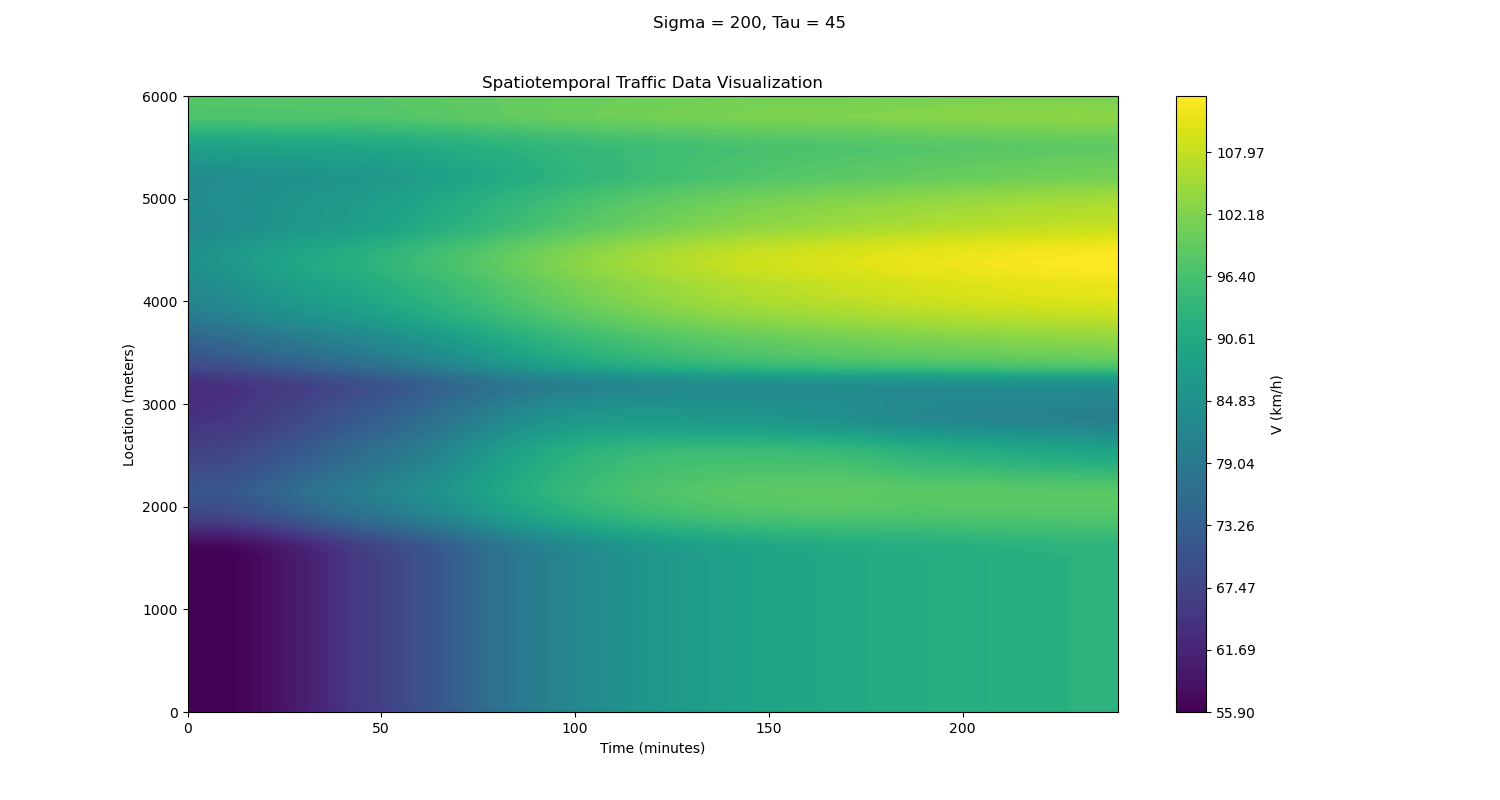 Sigma = 200, Tau = 45
Spatiotemporal Traffic Data Visualization
6000
5000
4000
3000
2000
1000
0
Location (meters)
0 50 100 150 200
Time (minutes)
107.97
102.18
96.40
90.61
84.83
79.04
73.26
67.47
61.69
55.90
V (km/h)